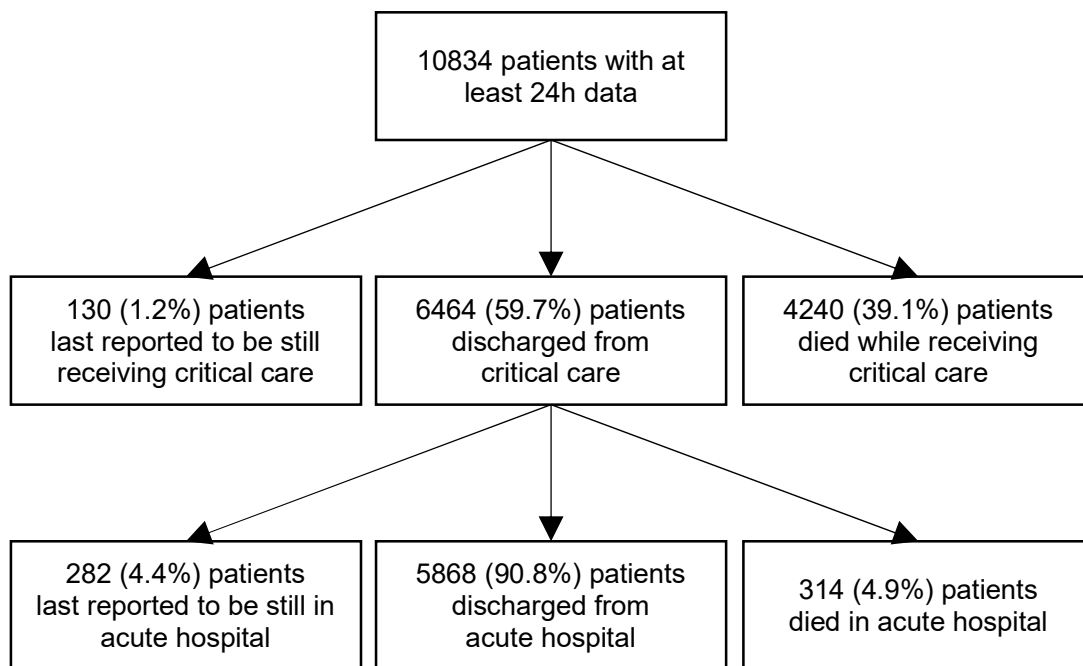 10834 patients with at
least 24h data
130 (1.2%) patients
last reported to be still
receiving critical care
6464 (59.7%) patients
discharged from
critical care
4240 (39.1%) patients
died while receiving
critical care
282 (4.4%) patients
last reported to be still in
acute hospital
5868 (90.8%) patients
discharged from
acute hospital
314 (4.9%) patients
died in acute hospital